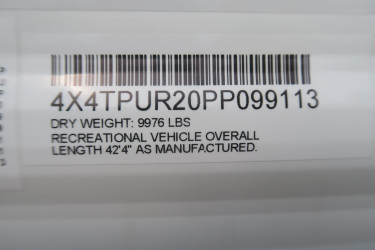 4X4TPUR20PP099113
DRY WEIGHT: 9976 LBS
RECREATIONAL VEHICLE OVERALL
LENGTH 42'4" AS MANUFACTURED.